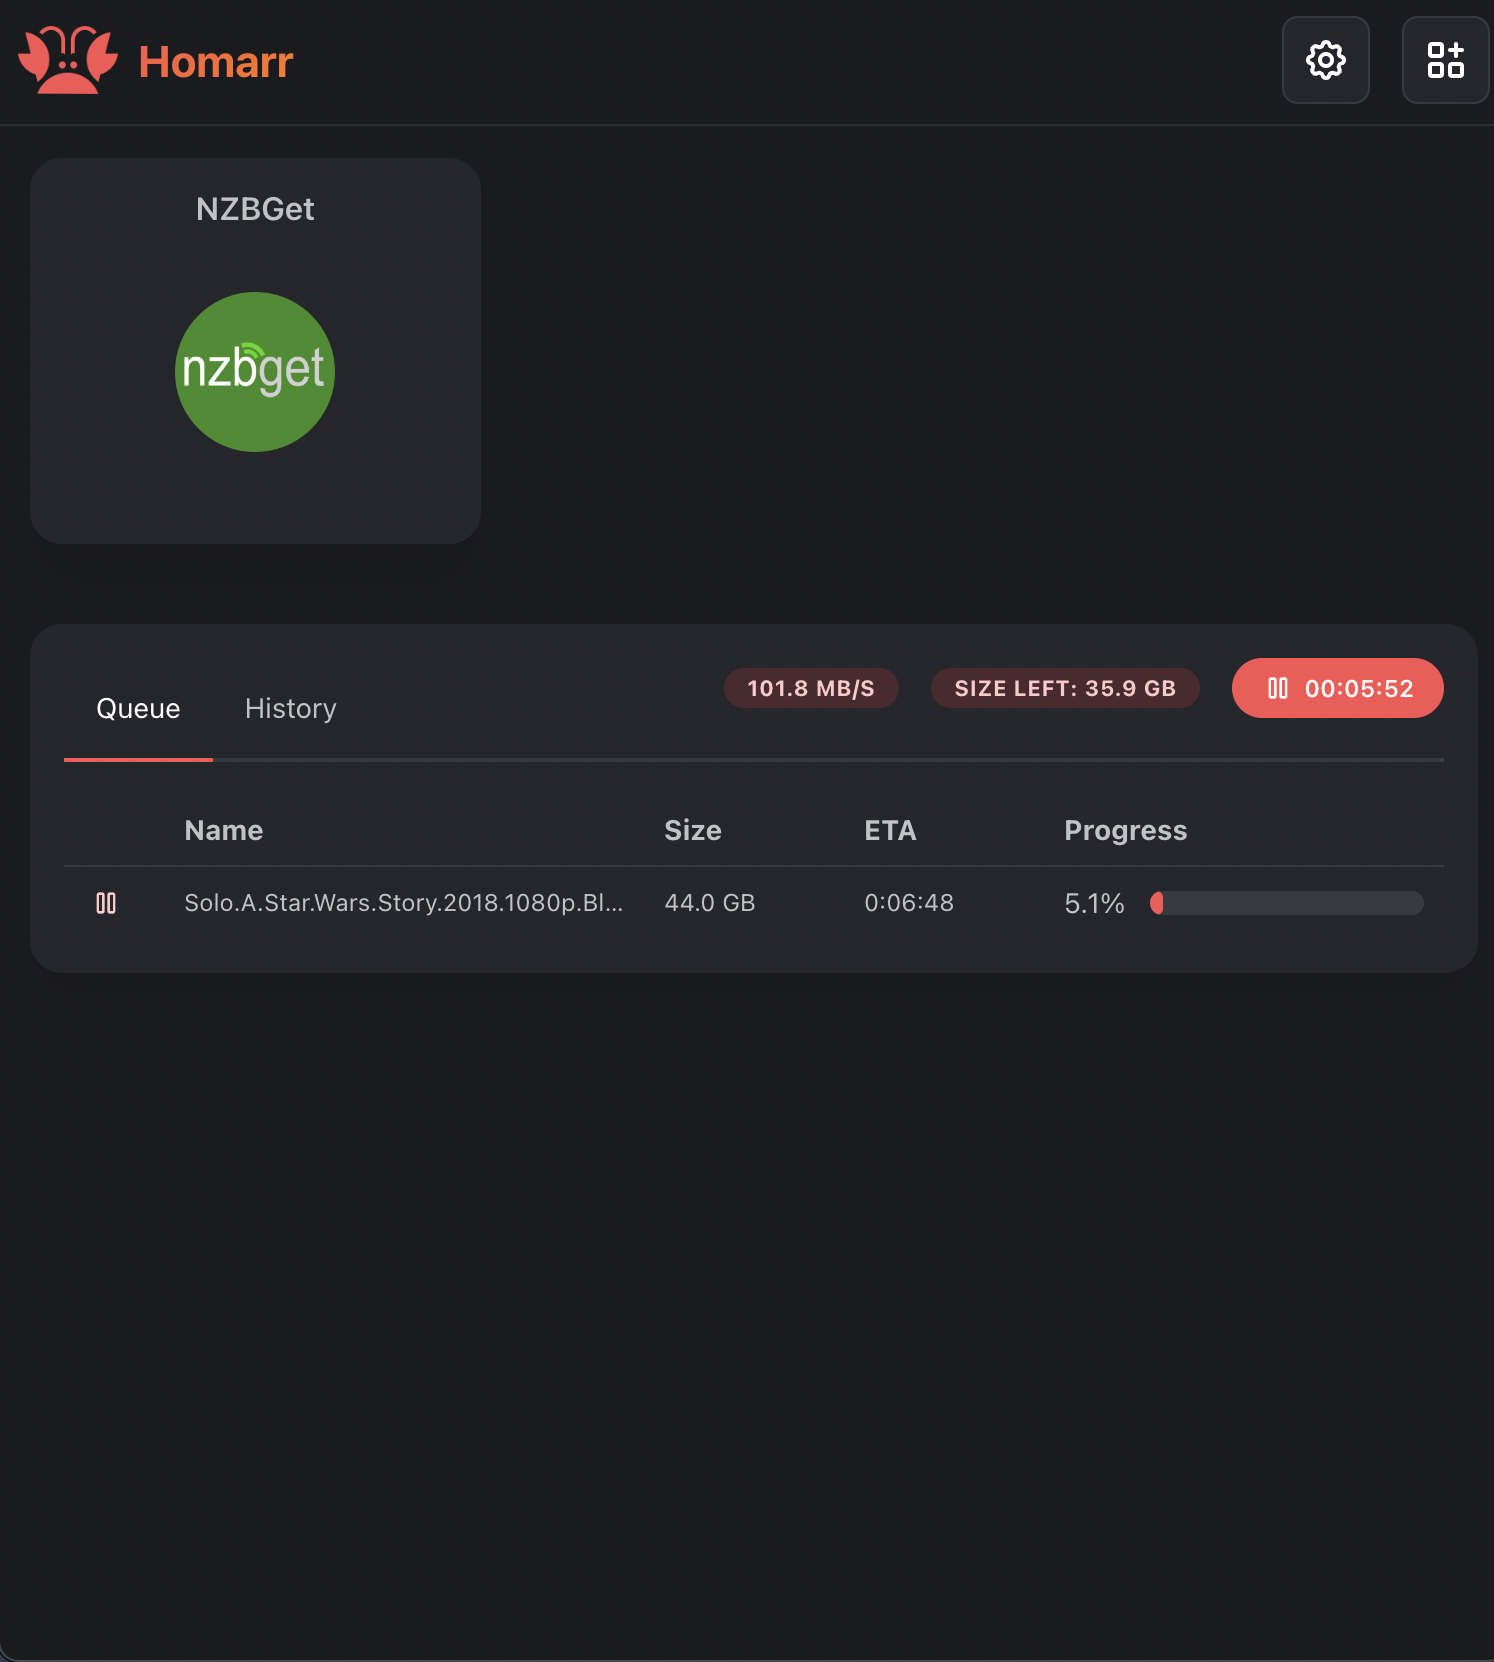 Homarr
NZBGet
nzbget
Queue History 101.8 MB/S SIZE LEFT: 35.9 GB 00:05:52
Name Size ETA Progress
Solo.A.Star.Wars.Story.2018.1080p.Bl... 44.0 GB 0:06:48 5.1%